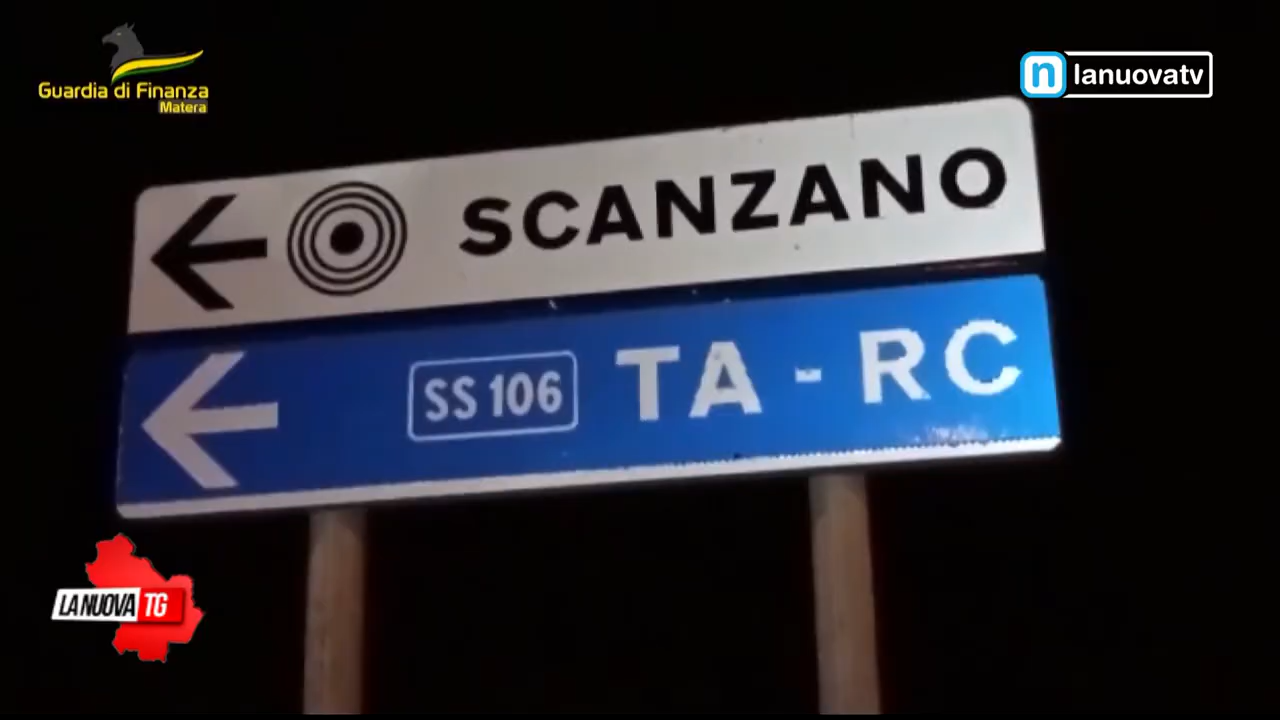 Guardia di Finanza
Matera
n lanuovatv
SCANZANO
SS 106 TA - RC
LA NUOVA TG